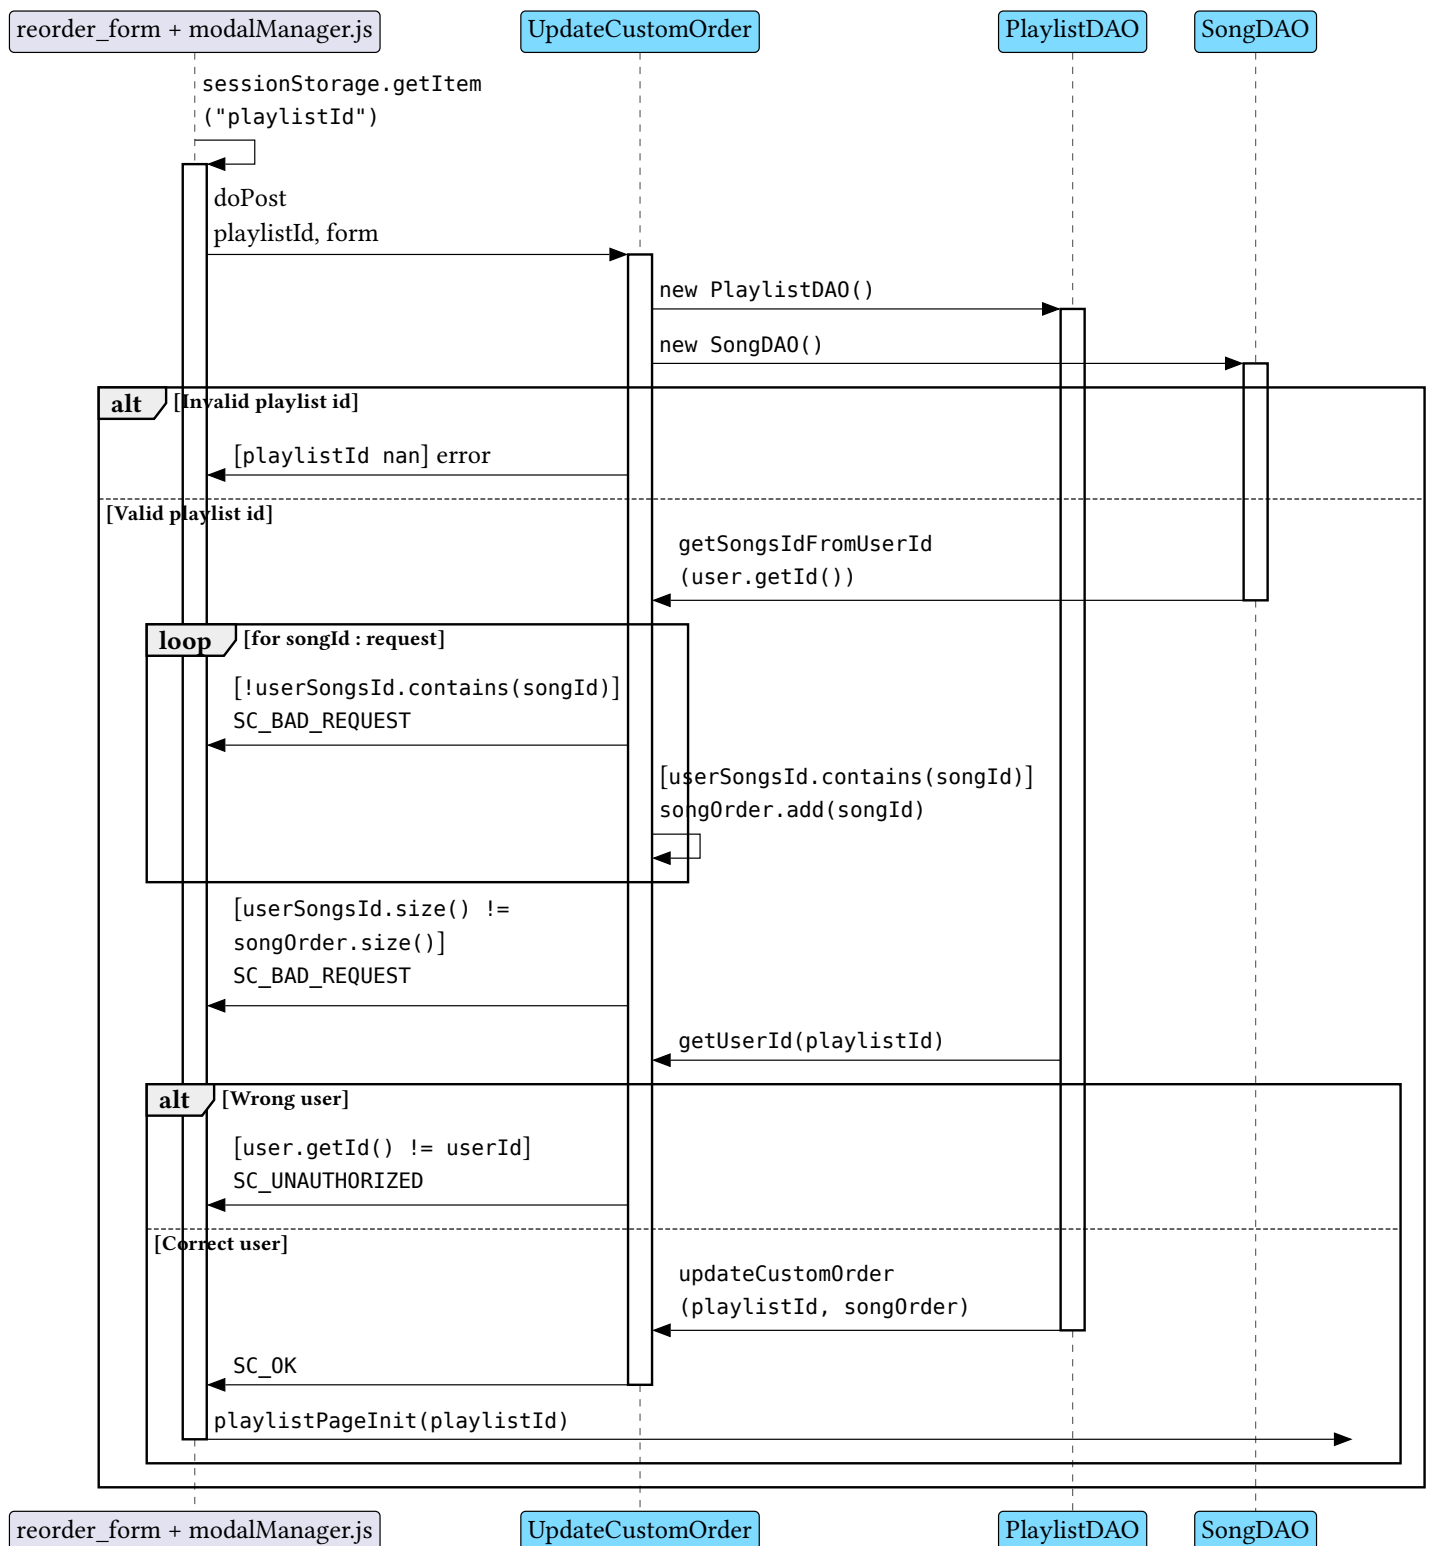 reorder_form + modalManager.js
UpdateCustomOrder
PlaylistDAO
SongDAO
sessionStorage.getItem
("playlistId")
doPost
playlistId, form
new PlaylistDAO()
new SongDAO()
alt
[Invalid playlist id]
[playlistId nan] error
[Valid playlist id]
getSongsIdFromUserId
(user.getId())
loop
[for songId : request]
[!userSongsId.contains(songId)]
SC_BAD_REQUEST
[userSongsId.contains(songId)]
songOrder.add(songId)
[userSongsId.size() !=
songOrder.size()]
SC_BAD_REQUEST
getUserId(playlistId)
alt
[Wrong user]
[user.getId() != userId]
SC_UNAUTHORIZED
[Correct user]
updateCustomOrder
(playlistId, songOrder)
SC_OK
playlistPageInit(playlistId)
reorder_form + modalManager.js
UpdateCustomOrder
PlaylistDAO
SongDAO